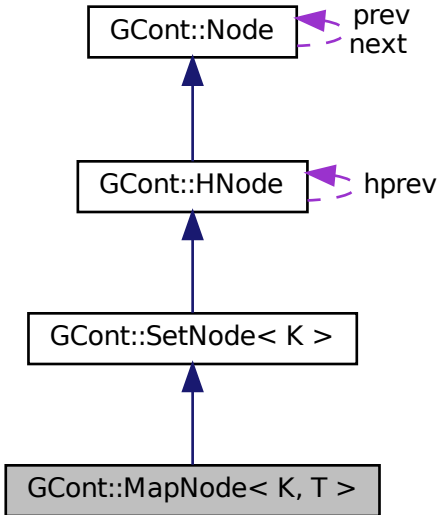 GCont::Node
prev
next
GCont::HNode
hprev
GCont::SetNode< K >
GCont::MapNode< K, T >